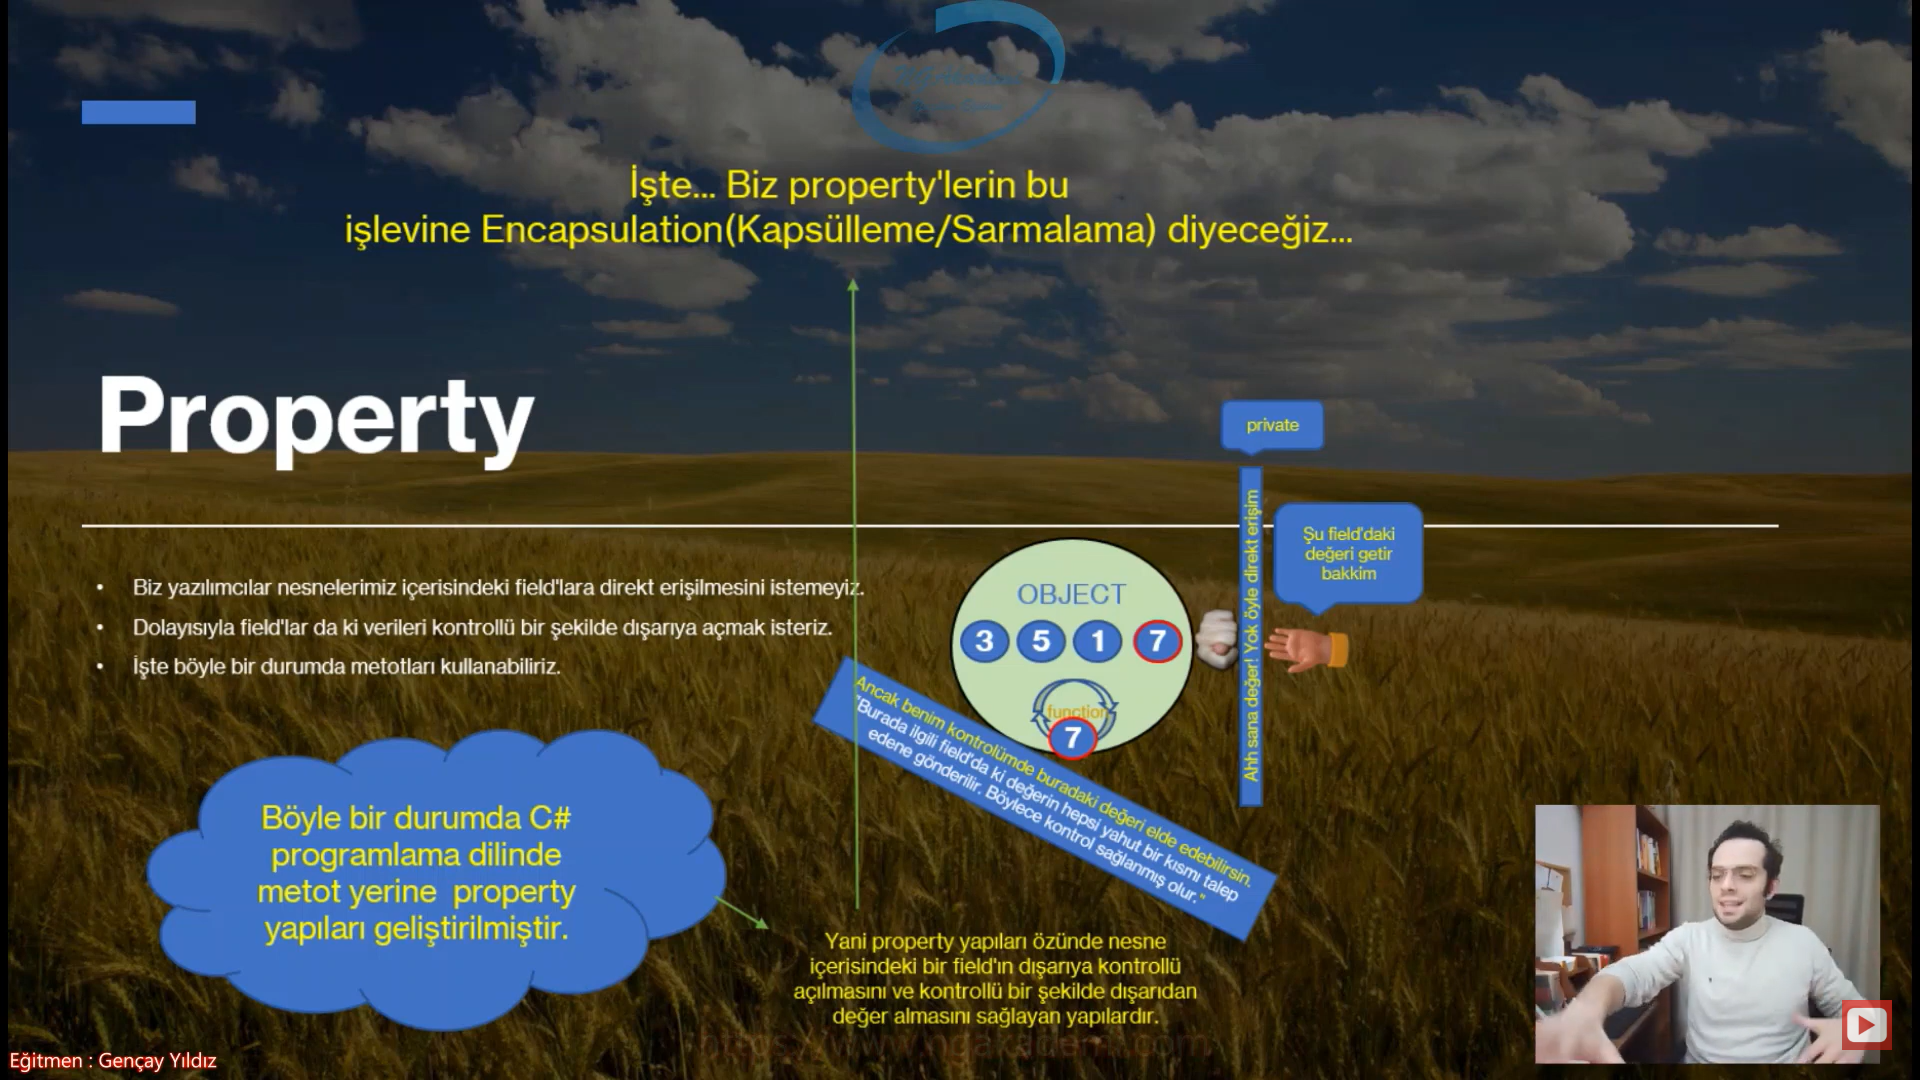 İşte... Biz property'lerin bu
işlevine Encapsulation(Kapsülleme/Sarmalama) diyeceğiz...
Property
private
Ahh sana değer! Yok öyle direkt erişim
Şu field'daki
değeri getir
bakkim
• Biz yazılımcılar nesnelerimiz içerisindeki field'lara direkt erişilmesini istemeyiz.
• Dolayısıyla field'lar da ki verileri kontrollü bir şekilde dışarıya açmak isteriz.
• İşte böyle bir durumda metotları kullanabiliriz.
OBJECT
3 5 1 7
function
7
Ancak benim kontrolümde buradaki değeri elde edebilirsin.
"Burada ilgili field'da ki değerin hepsi yahut bir kısmı talep
edene gönderilir. Böylece kontrol sağlanmış olur."
Böyle bir durumda C#
programlama dilinde
metot yerine property
yapıları geliştirilmiştir.
Yani property yapıları özünde nesne
içerisindeki bir field'ın dışarıya kontrollü
açılmasını ve kontrollü bir şekilde dışarıdan
değer almasını sağlayan yapılardır.
https://www.ngakademi.com
Eğitmen : Gençay Yıldız